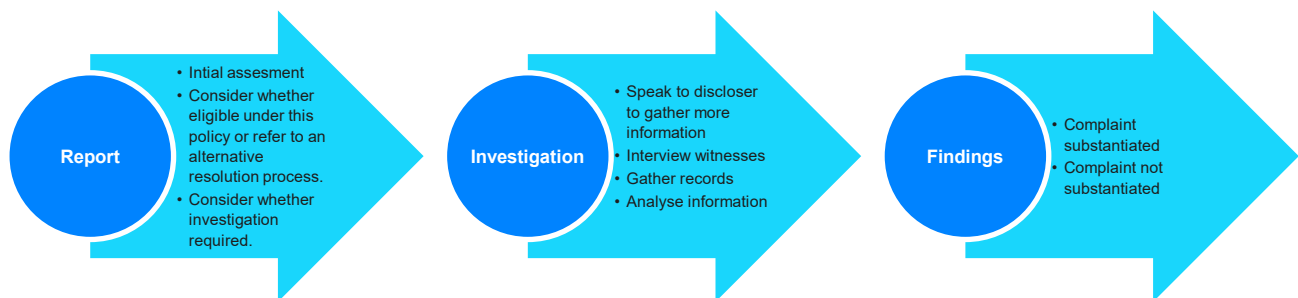 Report
• Intial assesment
• Consider whether
eligible under this
policy or refer to an
alternative
resolution process.
• Consider whether
investigation
required.
Investigation
• Speak to discloser
to gather more
information
• Interview witnesses
• Gather records
• Analyse information
Findings
• Complaint
substantiated
• Complaint not
substantiated